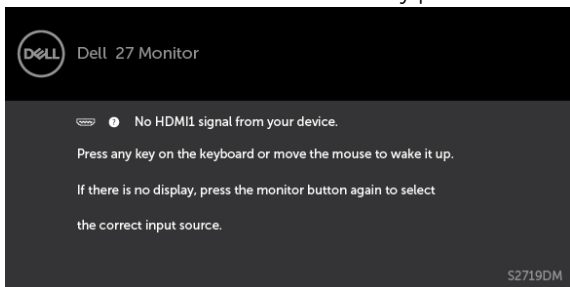 DELL
Dell 27 Monitor
? No HDMI1 signal from your device.
Press any key on the keyboard or move the mouse to wake it up.
If there is no display, press the monitor button again to select
the correct input source.
S2719DM